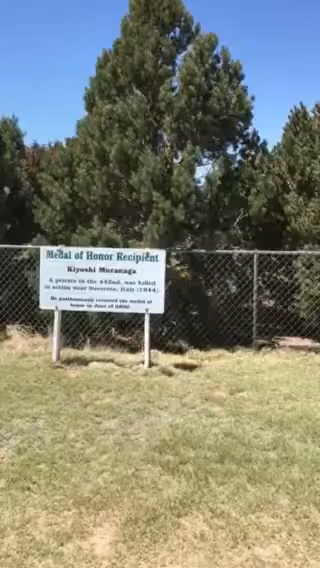 Medal of Honor Recipient
Kiyoshi Muranaga
A private in the 442nd, was killed
in action near Suvereto, Italy (1944).
He posthumously received the medal of
honor in June of 2000.